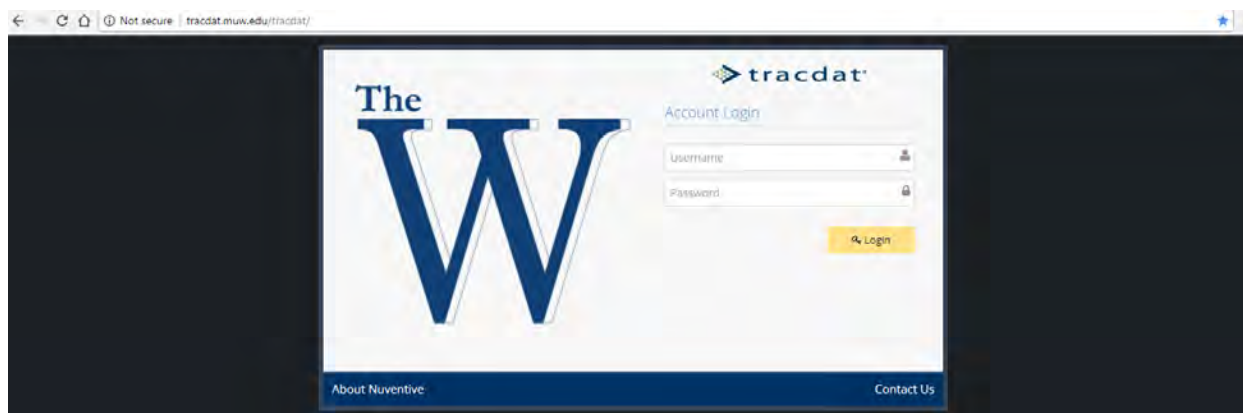 Not secure | tracdat.muw.edu/tracdat/
tracdat
The
W
Account Login
Username
Password
Login
About Nuventive
Contact Us